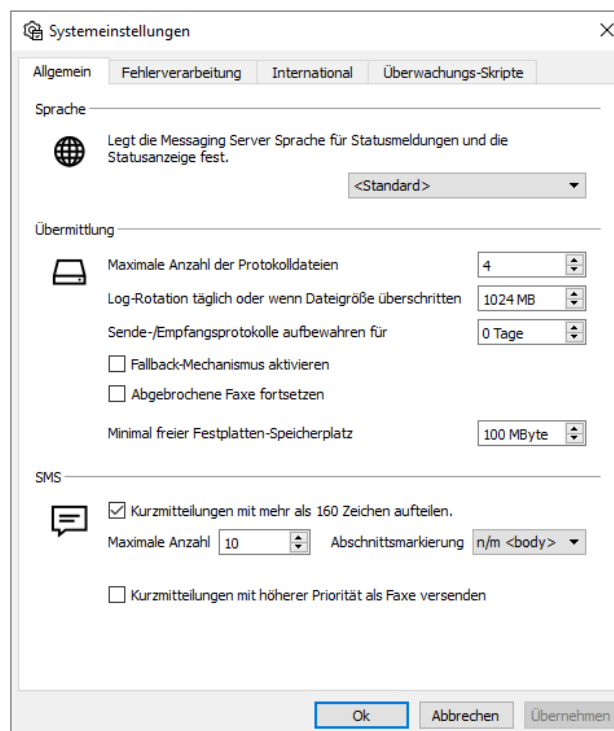 Systemeinstellungen
Allgemein Fehlerverarbeitung International Überwachungs-Skripte
Sprache
Legt die Messaging Server Sprache für Statusmeldungen und die
Statusanzeige fest.
<Standard>
Übermittlung
Maximale Anzahl der Protokolldateien 4
Log-Rotation täglich oder wenn Dateigröße überschritten 1024 MB
Sende-/Empfangsprotokolle aufbewahren für 0 Tage
Fallback-Mechanismus aktivieren
Abgebrochene Faxe fortsetzen
Minimal freier Festplatten-Speicherplatz 100 MByte
SMS
Kurzmitteilungen mit mehr als 160 Zeichen aufteilen.
Maximale Anzahl 10 Abschnittsmarkierung n/m <body>
Kurzmitteilungen mit höherer Priorität als Faxe versenden
Ok Abbrechen Übernehmen